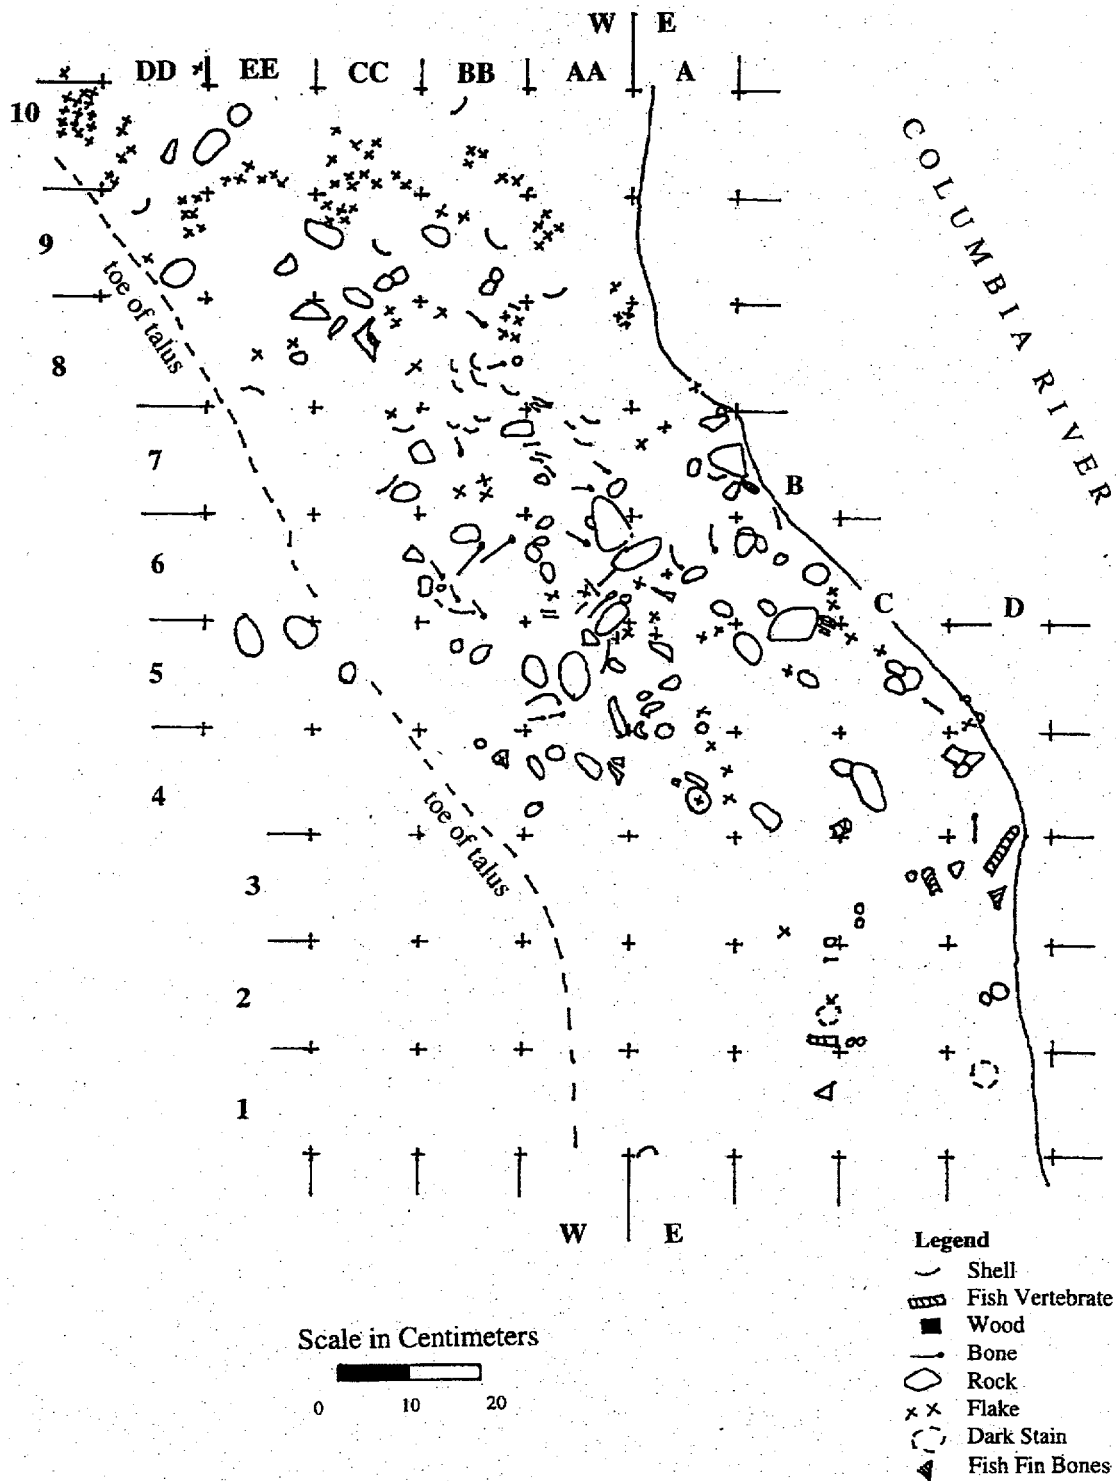 W E
DD EE CC BB AA A
10
COLUMBIA RIVER
9
toe of talus
8
7
B
6
C D
5
4
toe of talus
3
2
1
W E
Legend
Shell
Fish Vertebrate
Wood
Bone
Rock
Flake
Dark Stain
Fish Fin Bones
Scale in Centimeters
0 10 20